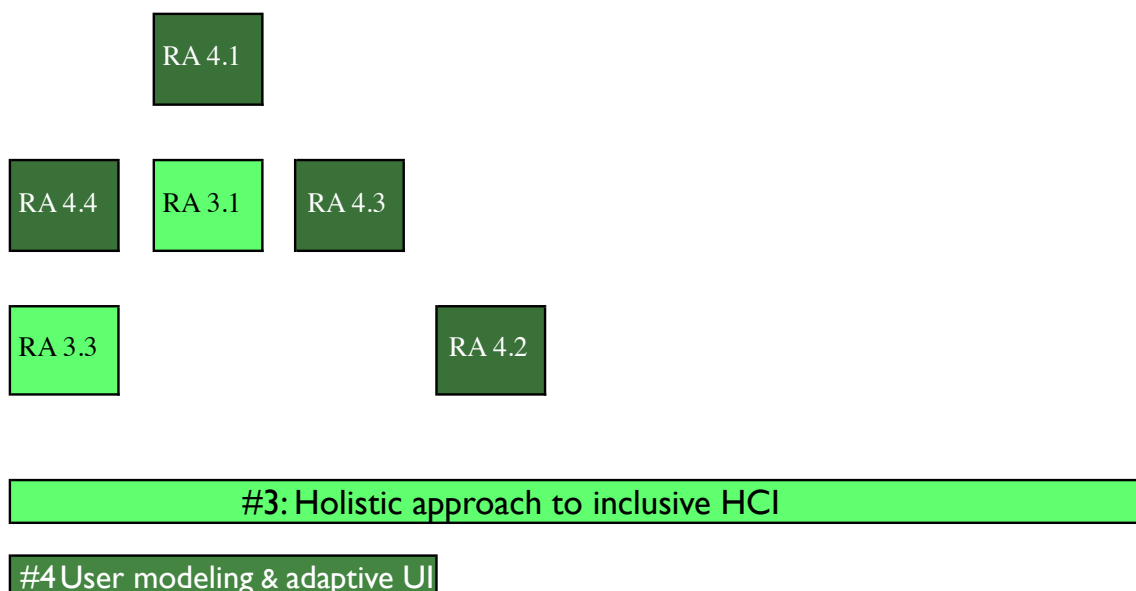 RA 4.1
RA 4.4 RA 3.1 RA 4.3
RA 3.3 RA 4.2
#3: Holistic approach to inclusive HCI
#4 User modeling & adaptive UI